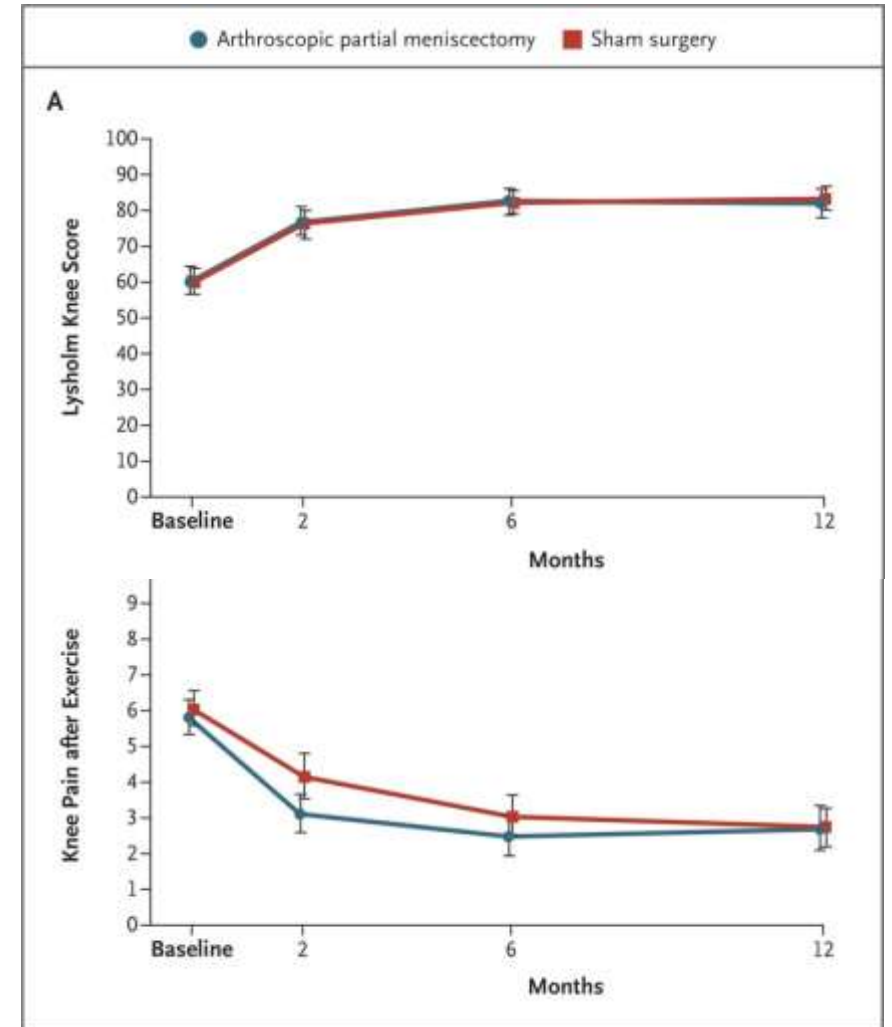 Arthroscopic partial meniscectomy Sham surgery
A
Lysholm Knee Score
100
90
80
70
60
50
40
30
20
10
0
Baseline 2 6 12
Months
Knee Pain after Exercise
9
8
7
6
5
4
3
2
1
0
Baseline 2 6 12
Months